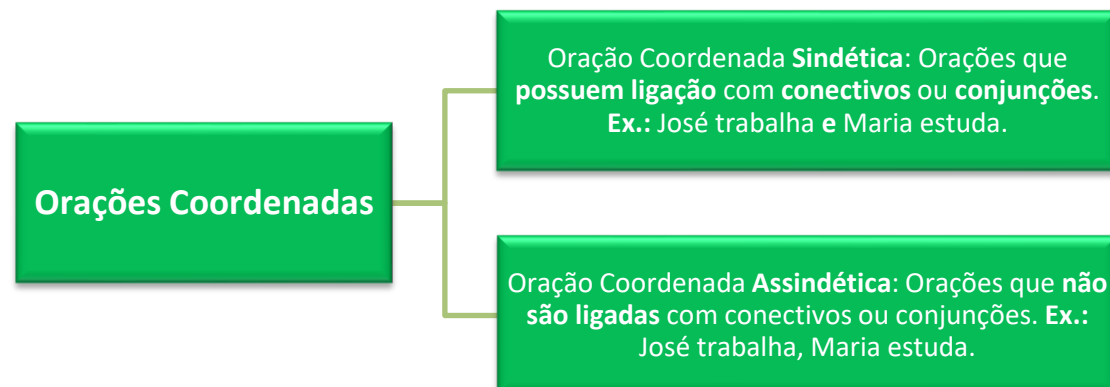 Oração Coordenada Sindética: Orações que
possuem ligação com conectivos ou conjunções.
Ex.: José trabalha e Maria estuda.
Orações Coordenadas
Oração Coordenada Assindética: Orações que não
são ligadas com conectivos ou conjunções. Ex.:
José trabalha, Maria estuda.